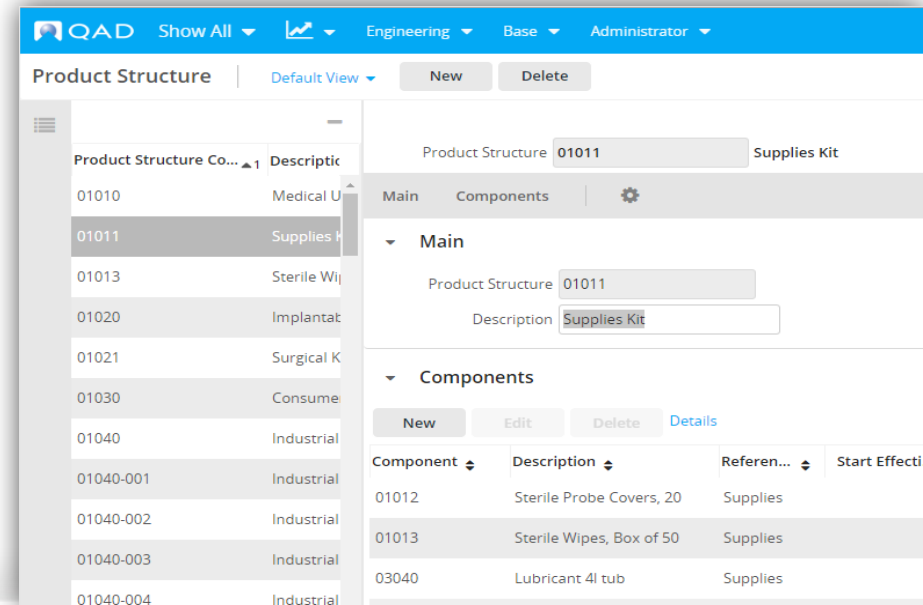 QAD Show All Engineering Base Administrator
Product Structure Default View New Delete
Product Structure Co... 1 Descriptic
01010 Medical U
01011 Supplies K
01013 Sterile Wip
01020 Implantab
01021 Surgical K
01030 Consume
01040 Industrial
01040-001 Industrial
01040-002 Industrial
01040-003 Industrial
01040-004 Industrial
Product Structure 01011 Supplies Kit
Main Components
Main
Product Structure 01011
Description Supplies Kit
Components
New Edit Delete Details
Component Description Referen... Start Effecti
01012 Sterile Probe Covers, 20 Supplies
01013 Sterile Wipes, Box of 50 Supplies
03040 Lubricant 4l tub Supplies